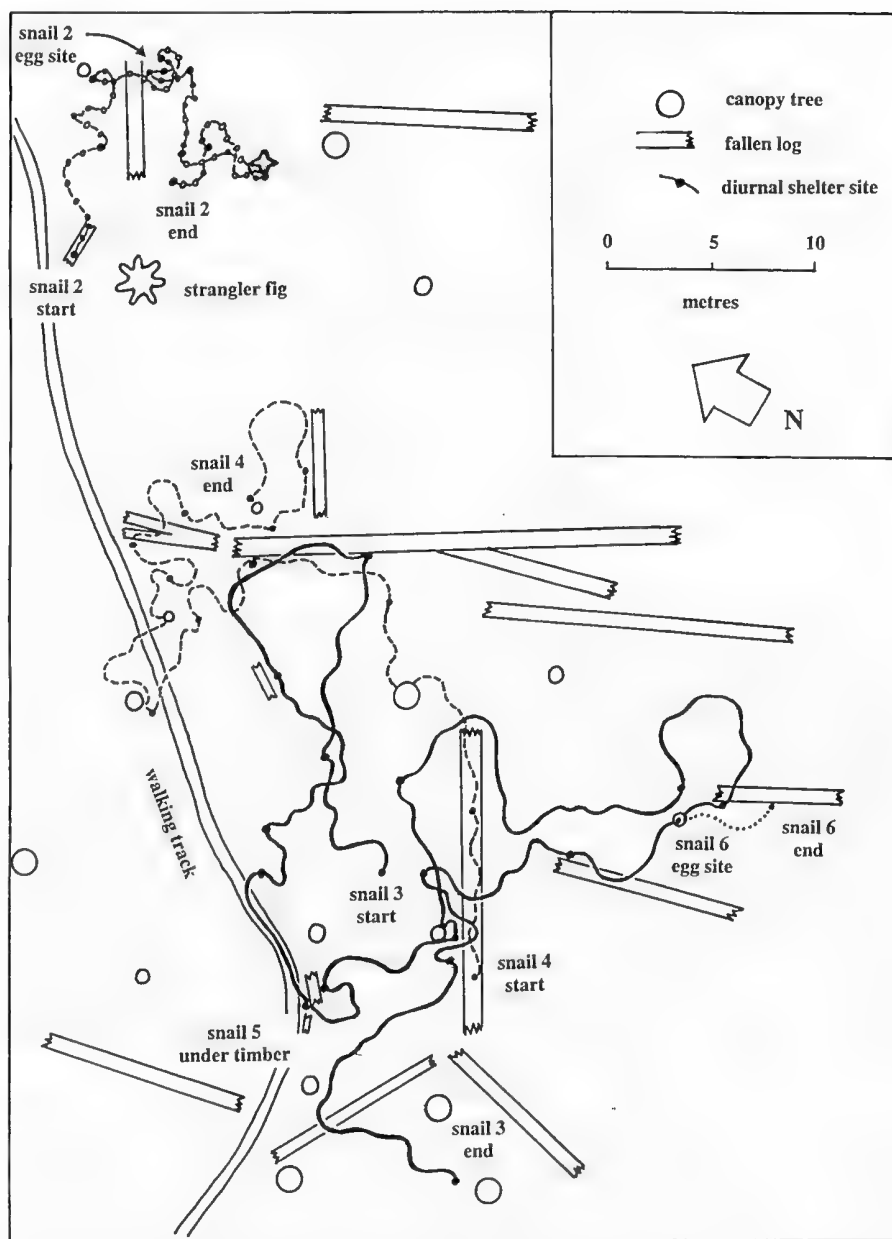 snail 2
egg site
canopy tree
fallen log
diurnal shelter site
snail 2
end
0
5
10
snail 2
start
strangler fig
metres
N
snail 4
end
walking track
snail 6
egg site
snail 6
end
snail 3
start
snail 4
start
snail 5
under timber
snail 3
end